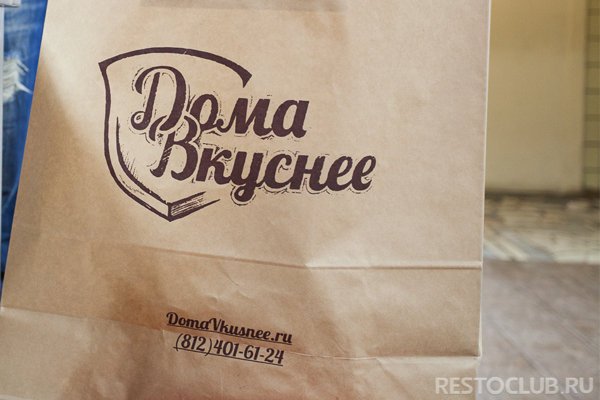 Дома
Вкуснее
DomaVkusnee.ru
(812)401-61-24
RESTOCLUB.RU